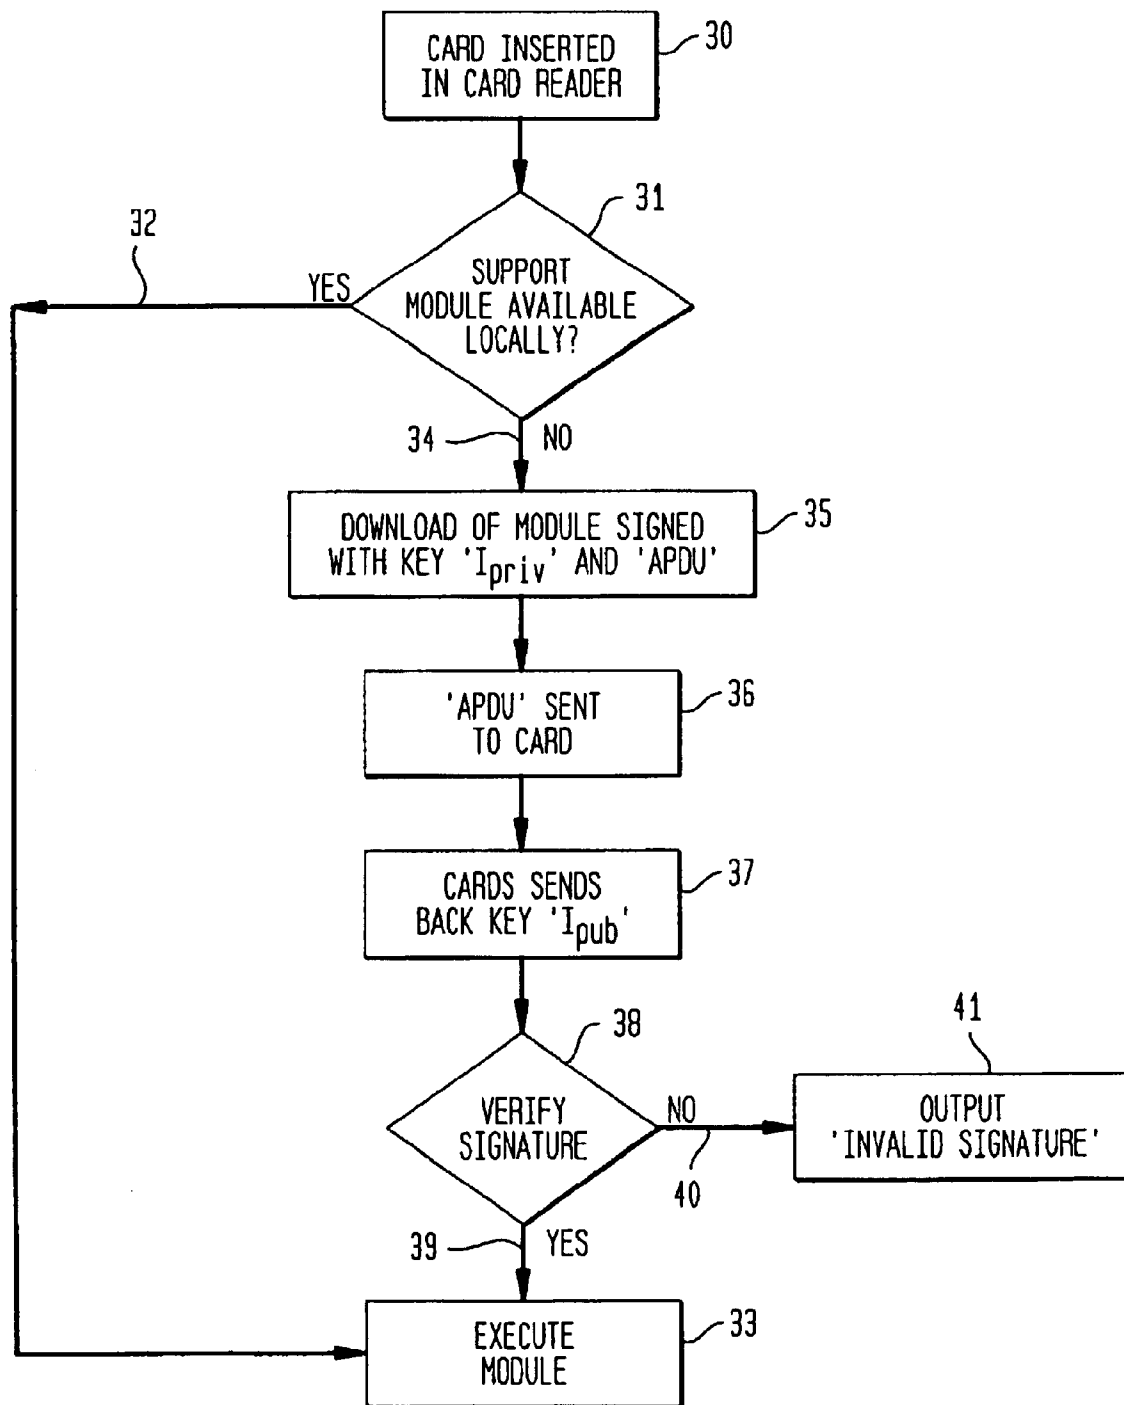 CARD INSERTED
IN CARD READER
30
31
32
SUPPORT
MODULE AVAILABLE
LOCALLY?
YES
34
NO
DOWNLOAD OF MODULE SIGNED
WITH KEY 'Ipriv' AND 'APDU'
35
'APDU' SENT
TO CARD
36
CARDS SENDS
BACK KEY 'Ipub'
37
38
VERIFY
SIGNATURE
NO
40
41
OUTPUT
'INVALID SIGNATURE'
39
YES
EXECUTE
MODULE
33